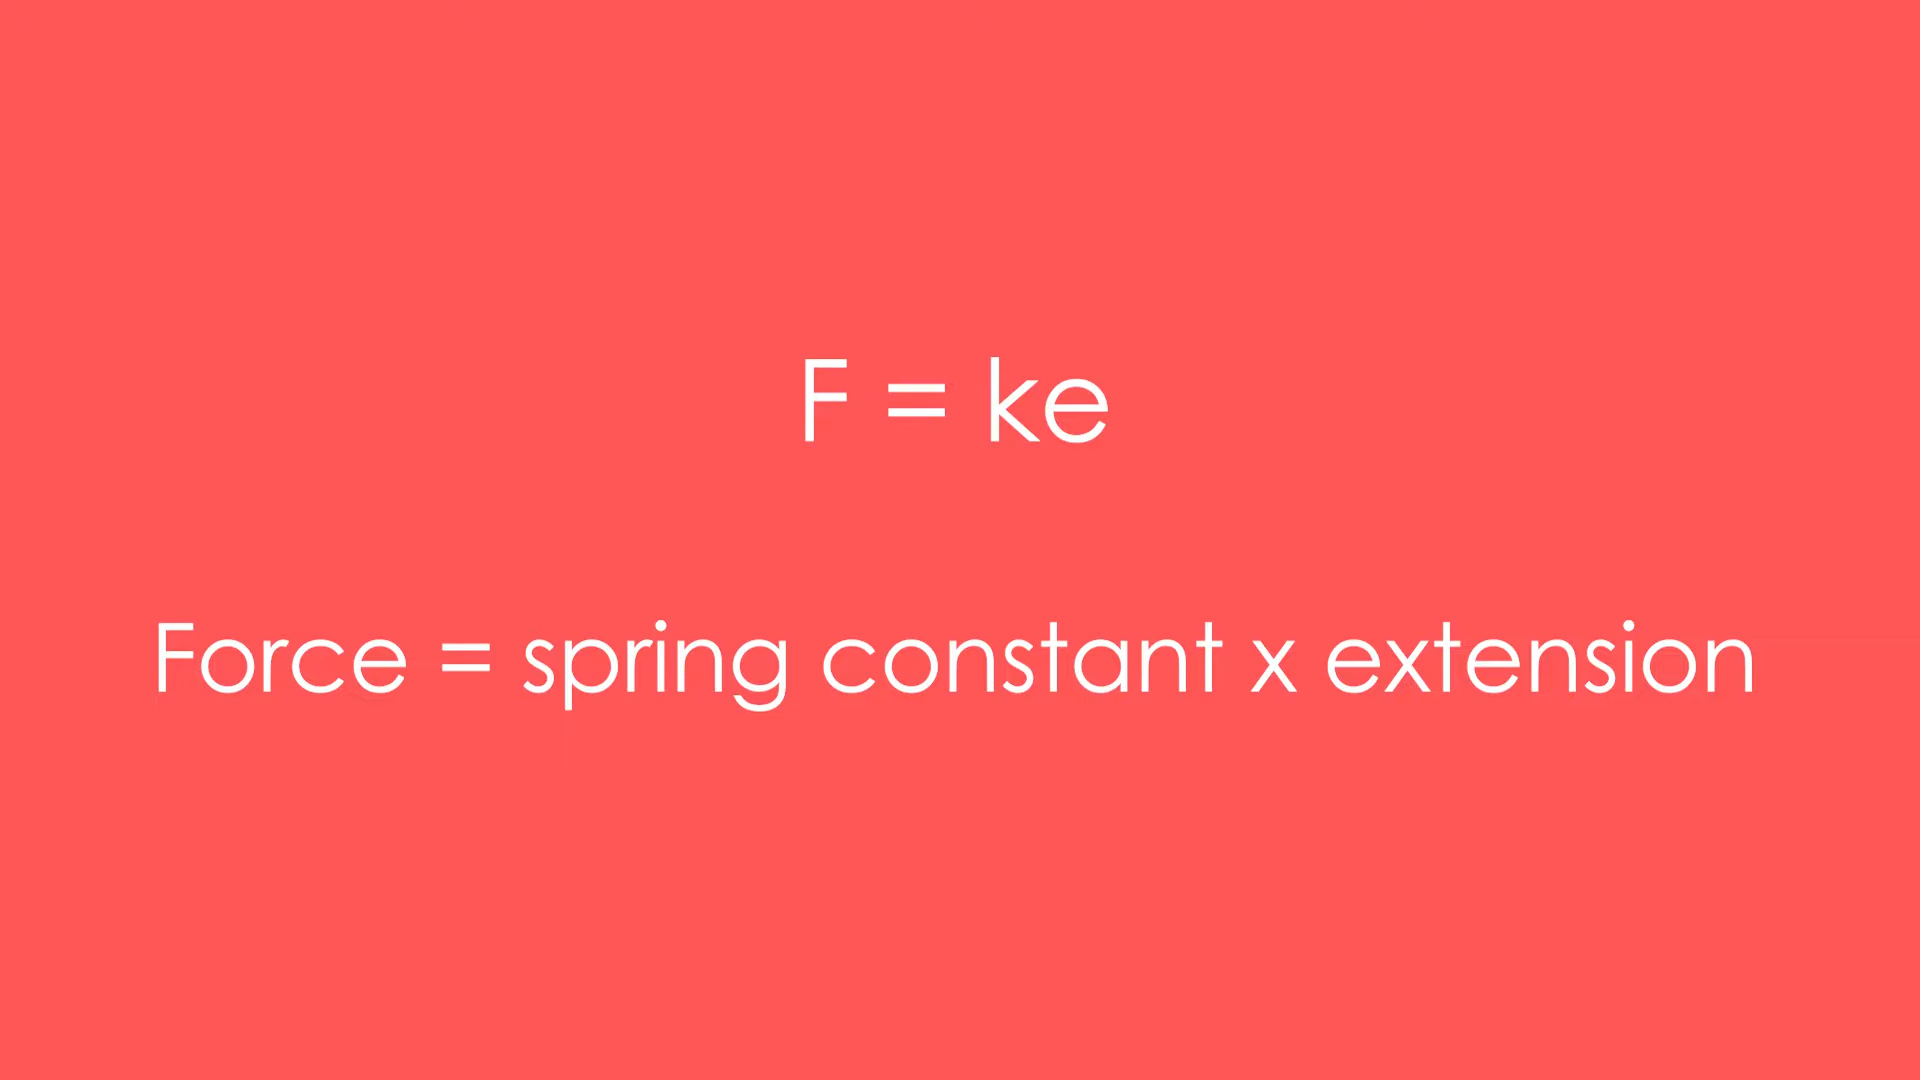 F = ke
Force = spring constant x extension